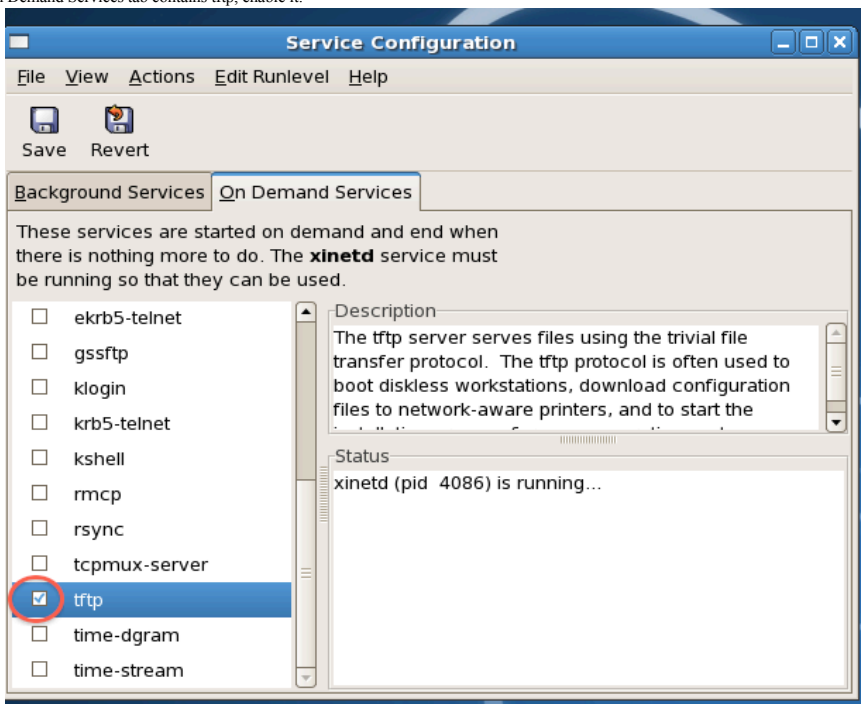 Demand Services tab contains tftp, enable it.
Service Configuration
File View Actions Edit Runlevel Help
Save Revert
Background Services On Demand Services
These services are started on demand and end when
there is nothing more to do. The xinetd service must
be running so that they can be used.
ekrb5-telnet
gssftp
klogin
krb5-telnet
kshell
rmcp
rsync
tcpmux-server
tftp
time-dgram
time-stream
Description
The tftp server serves files using the trivial file
transfer protocol. The tftp protocol is often used to
boot diskless workstations, download configuration
files to network-aware printers, and to start the
Status
xinetd (pid 4086) is running...